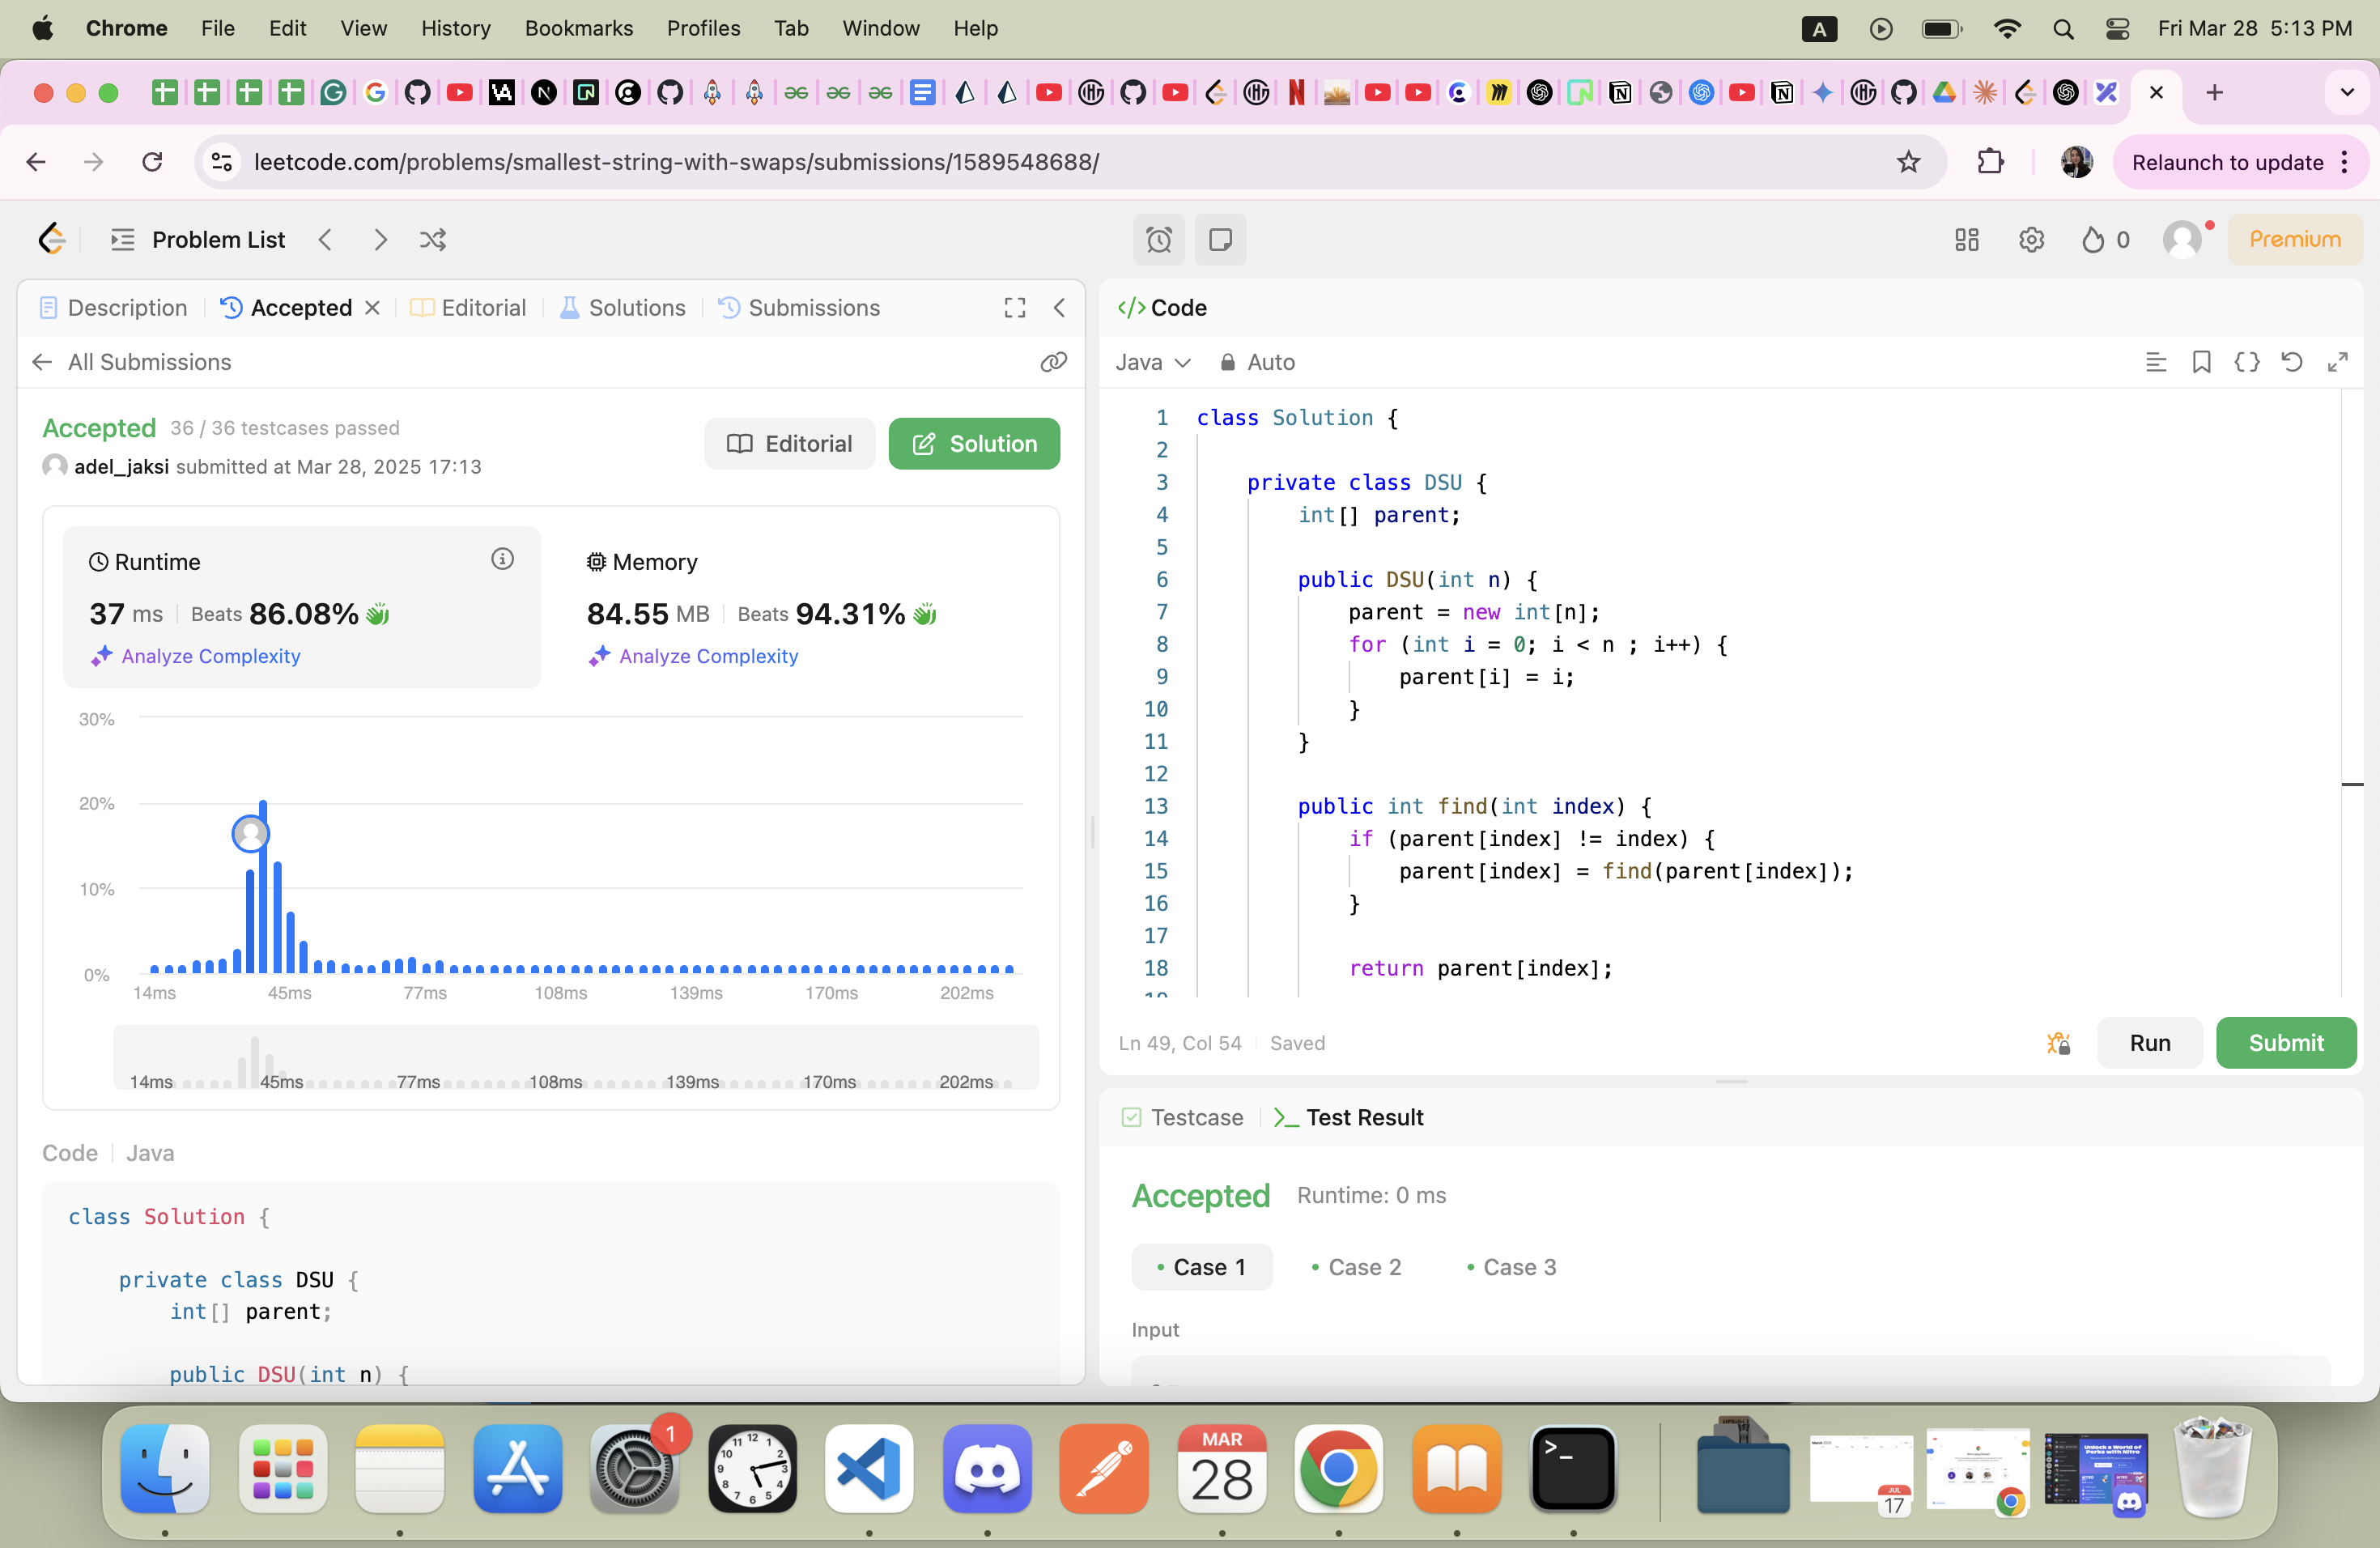 Chrome File Edit View History Bookmarks Profiles Tab Window Help A Fri Mar 28 5:13 PM
leetcode.com/problems/smallest-string-with-swaps/submissions/1589548688/ Relaunch to update
Problem List 0 Premium
Description Accepted Editorial Solutions Submissions
All Submissions
Accepted 36 / 36 testcases passed
adel_jaksi submitted at Mar 28, 2025 17:13
Editorial Solution
Runtime
37 ms Beats 86.08%
Analyze Complexity
Memory
84.55 MB Beats 94.31%
Analyze Complexity
30%
20%
10%
0%
14ms 45ms 77ms 108ms 139ms 170ms 202ms
14ms 45ms 77ms 108ms 139ms 170ms 202ms
Code Java
class Solution {
private class DSU {
int[] parent;
public DSU(int n) {
</> Code
Java Auto
1 class Solution {
2
3 private class DSU {
4 int[] parent;
5
6 public DSU(int n) {
7 parent = new int[n];
8 for (int i = 0; i < n ; i++) {
9 parent[i] = i;
10 }
11 }
12
13 public int find(int index) {
14 if (parent[index] != index) {
15 parent[index] = find(parent[index]);
16 }
17
18 return parent[index];
Ln 49, Col 54 Saved
Run Submit
Testcase >_ Test Result
Accepted Runtime: 0 ms
Case 1 Case 2 Case 3
Input
1
MAR
28
>_
JUL
17